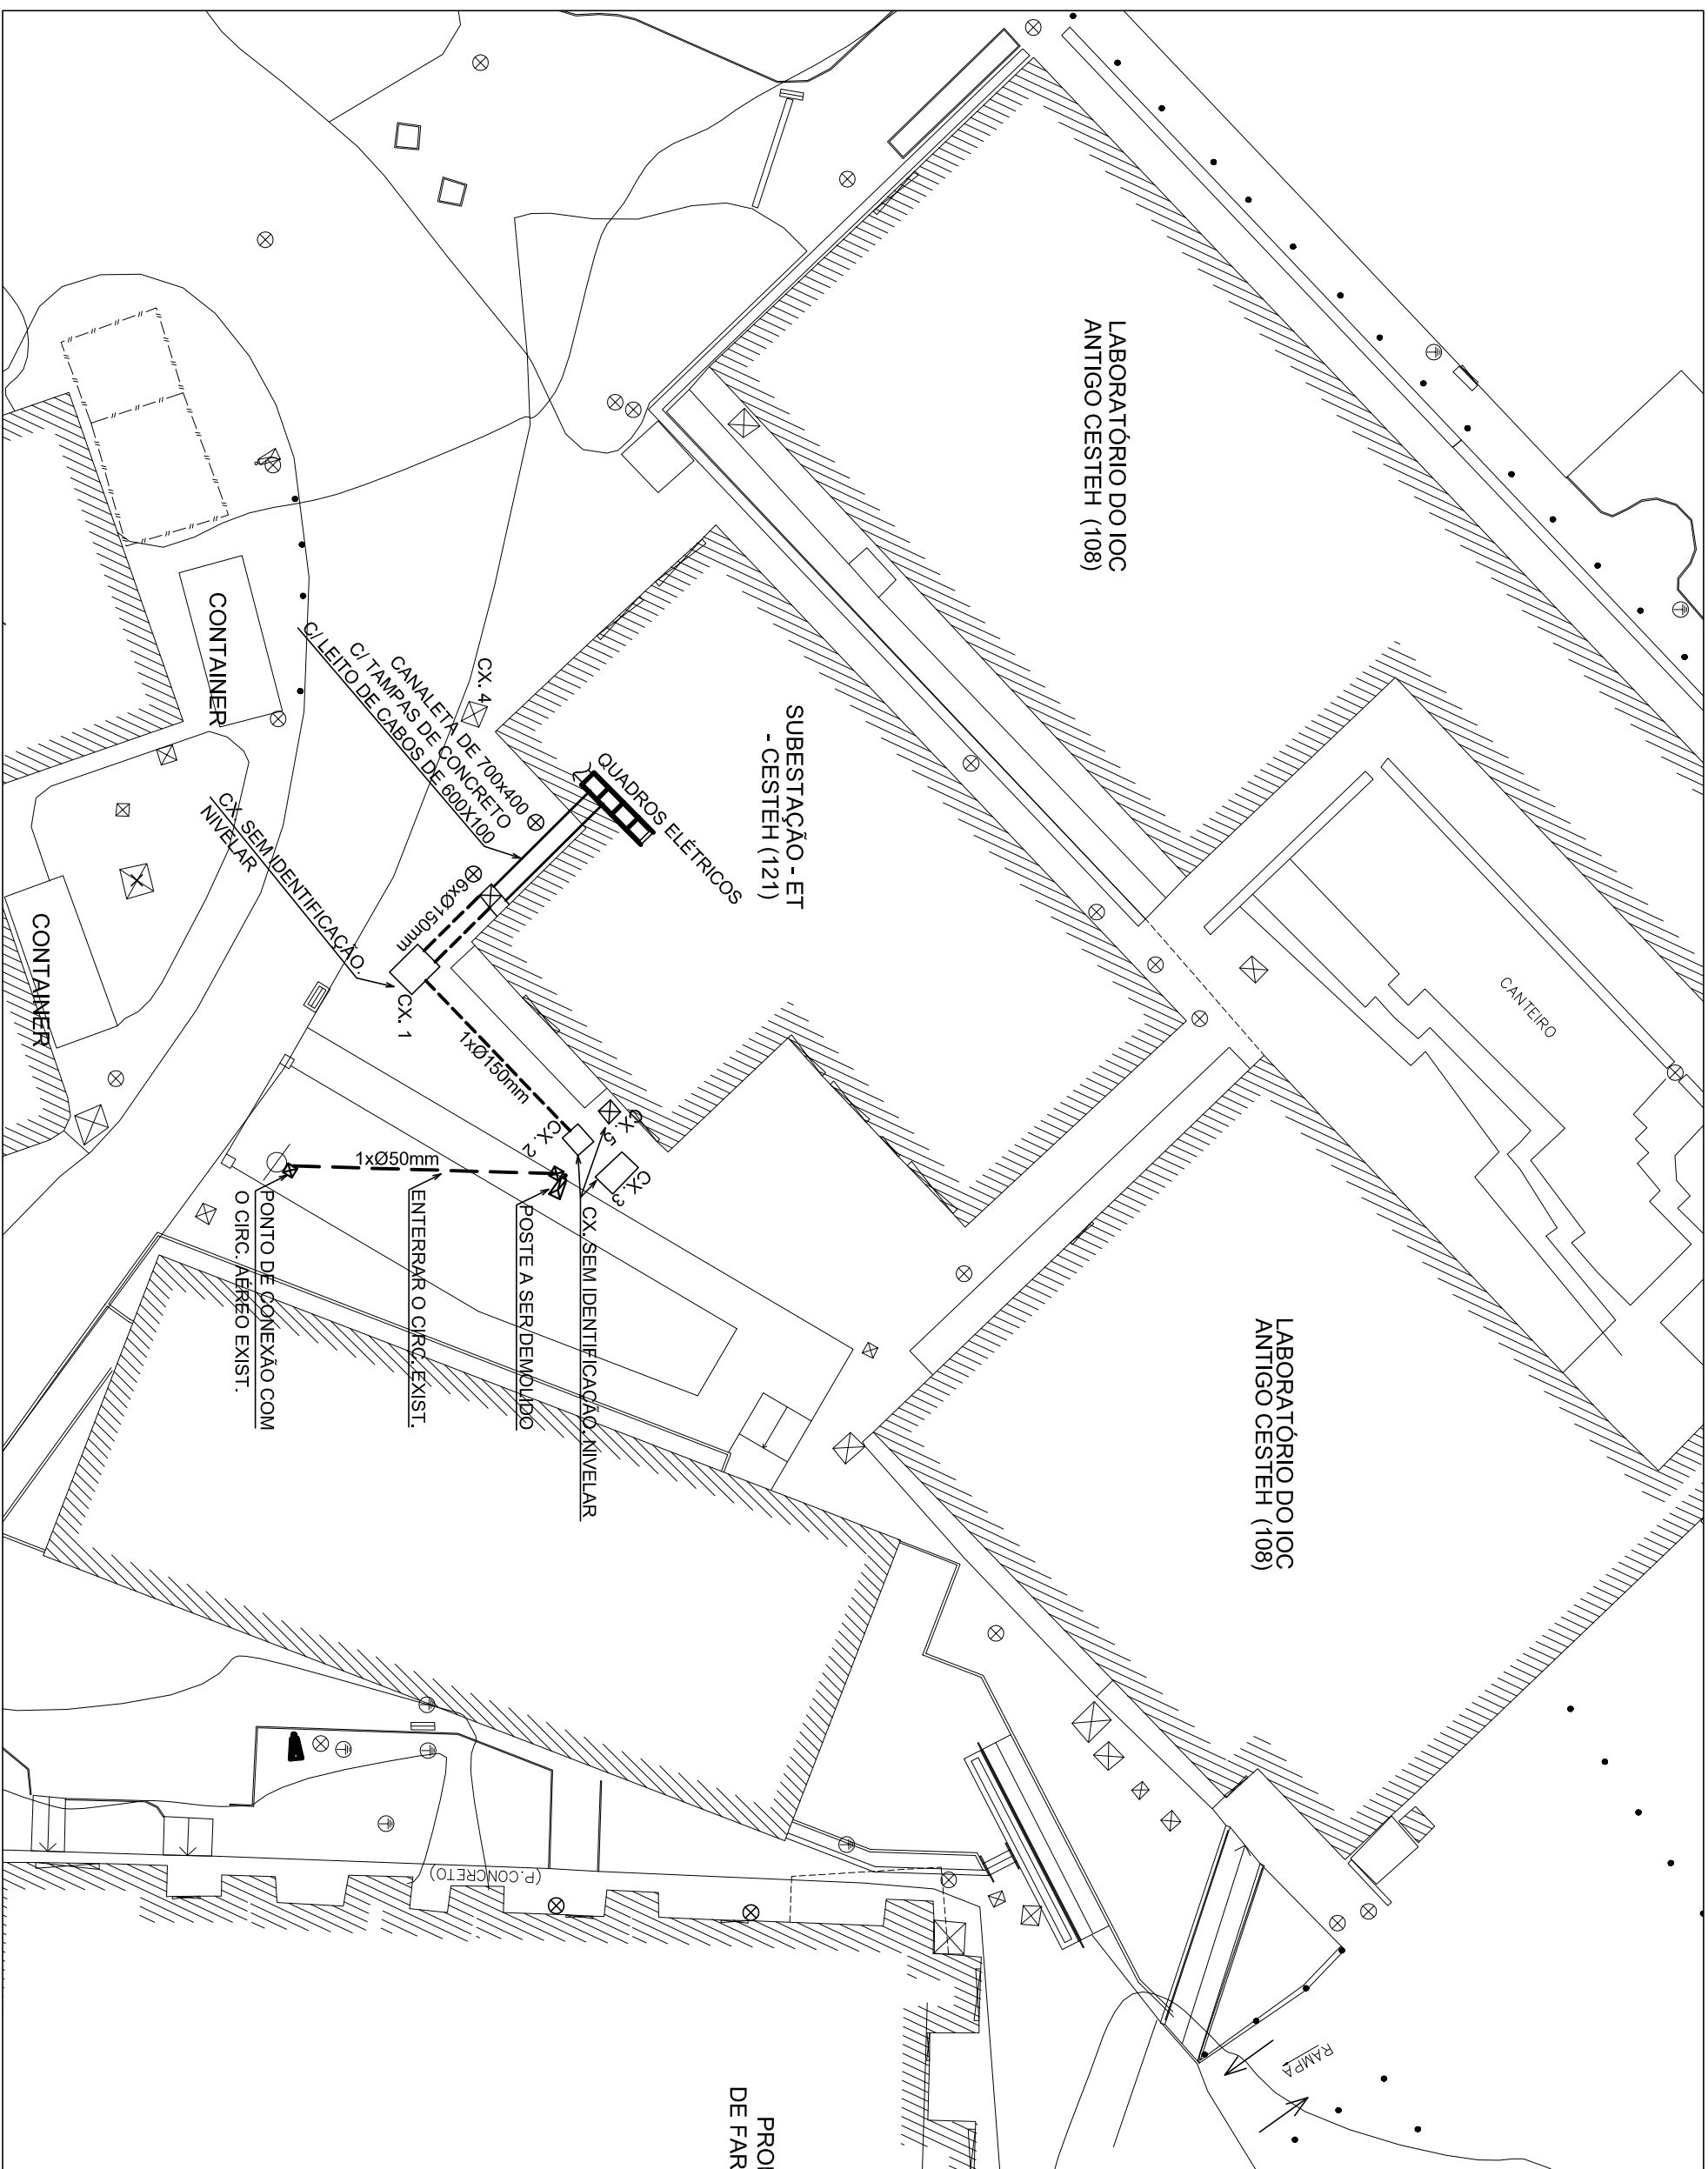 LABORATÓRIO DO IOC
ANTIGO CESTEH (108)
SUBESTAÇÃO - ET
- CESTEH (121)
CANTEIRO
LABORATÓRIO DO IOC
ANTIGO CESTEH (108)
QUADROS ELÉTRICOS
CX. 4
CANALETA DE 700x400
C/ TAMPAS DE CONCRETO
C/ LEITO DE CABOS DE 600X100
CONTAINER
CONTAINER
CX. SEM IDENTIFICAÇÃO.
NIVELAR
6xØ150mm
CX. 1
1xØ150mm
CX. 2
CX. 5
CX. 3
CX. SEM IDENTIFICAÇÃO. NIVELAR
POSTE A SER DEMOLIDO
1xØ50mm
ENTERRAR O CIRC. EXIST.
PONTO DE CONEXÃO COM
O CIRC. AÉREO EXIST.
(P.CONCRETO)
RAMPA
PROI
DE FAR